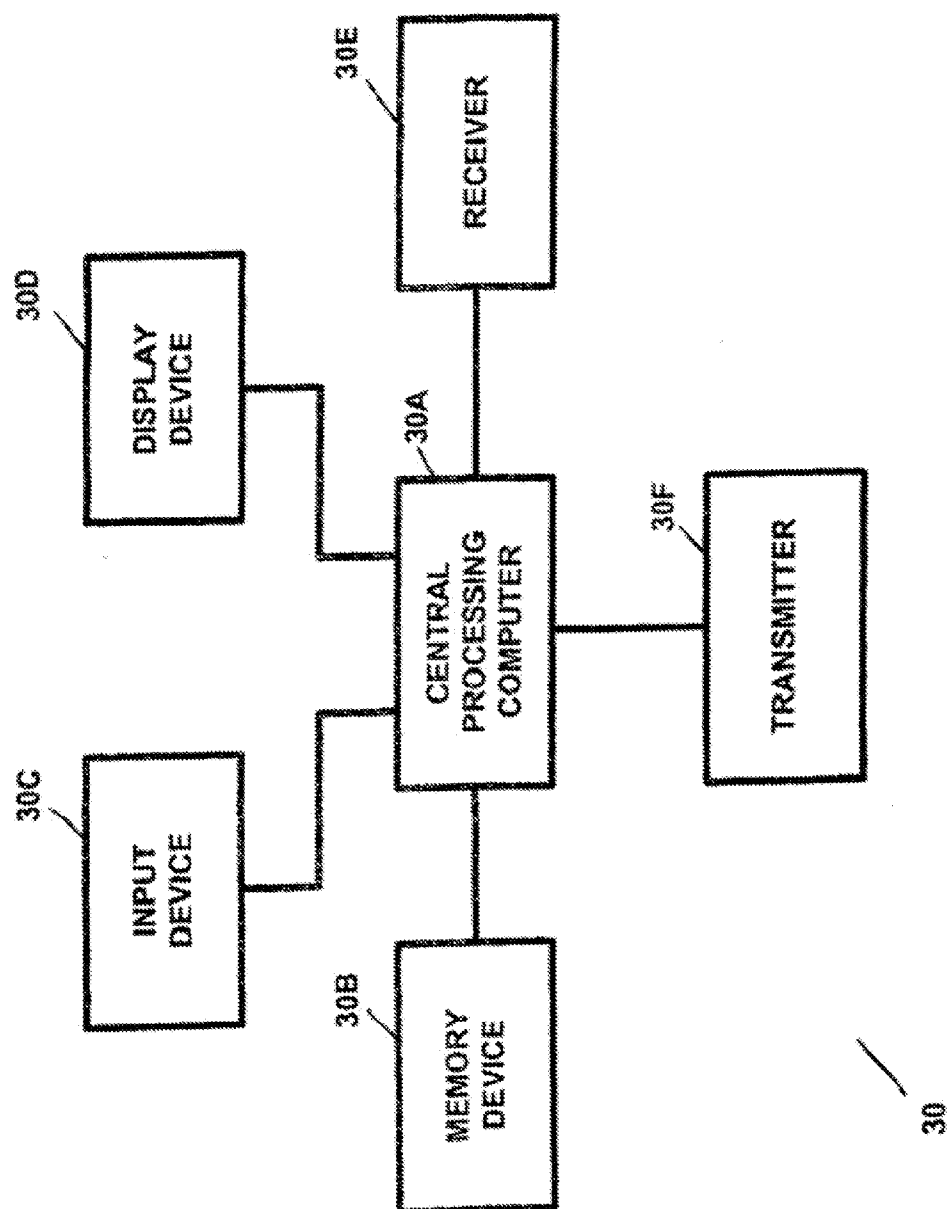 30C
INPUT
DEVICE
30D
DISPLAY
DEVICE
30B
MEMORY
DEVICE
30A
CENTRAL
PROCESSING
COMPUTER
30E
RECEIVER
30F
TRANSMITTER
30